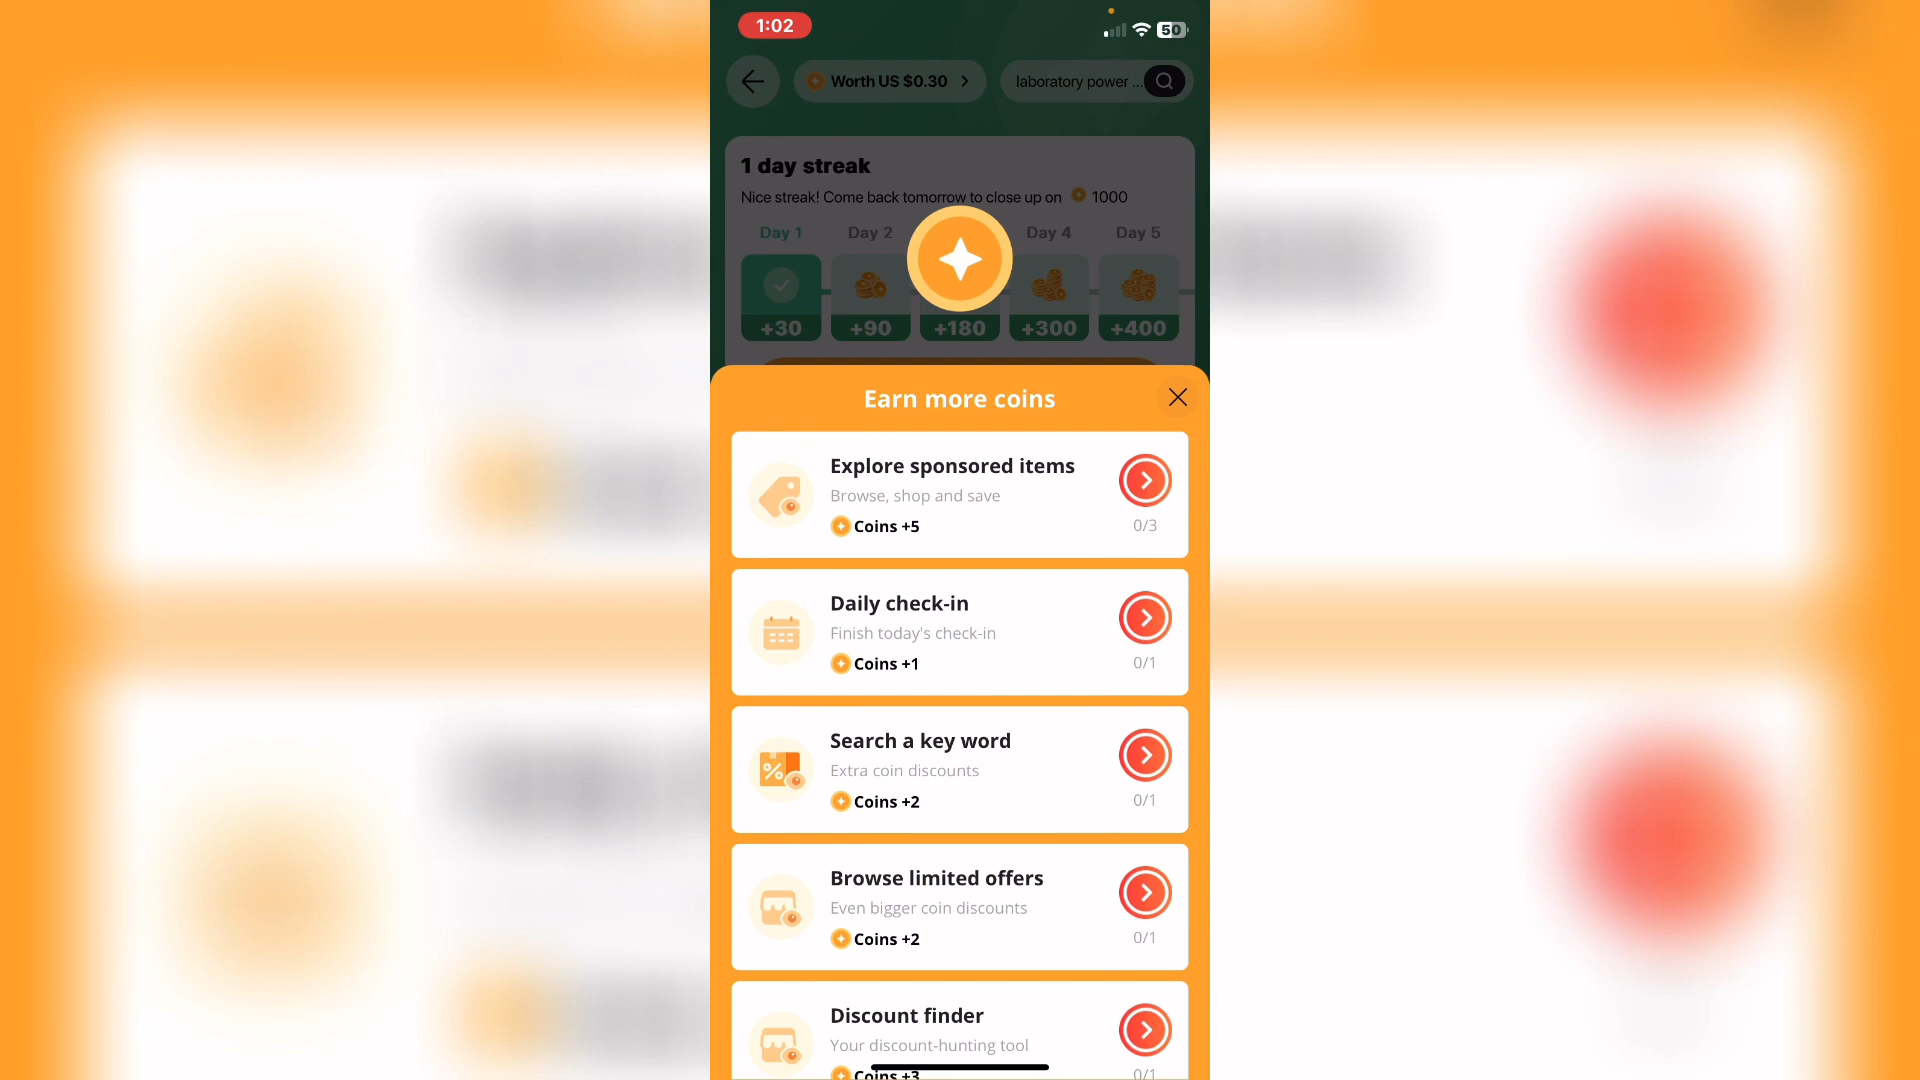 1:02
50
Worth US $0.30
laboratory power ...
1 day streak
Nice streak! Come back tomorrow to close up on 1000
Day 1 Day 2 Day 4 Day 5
+30 +90 +180 +300 +400
Earn more coins
Explore sponsored items
Browse, shop and save
Coins +5
0/3
Daily check-in
Finish today's check-in
Coins +1
0/1
Search a key word
Extra coin discounts
Coins +2
0/1
Browse limited offers
Even bigger coin discounts
Coins +2
0/1
Discount finder
Your discount-hunting tool
Coins +3
0/1